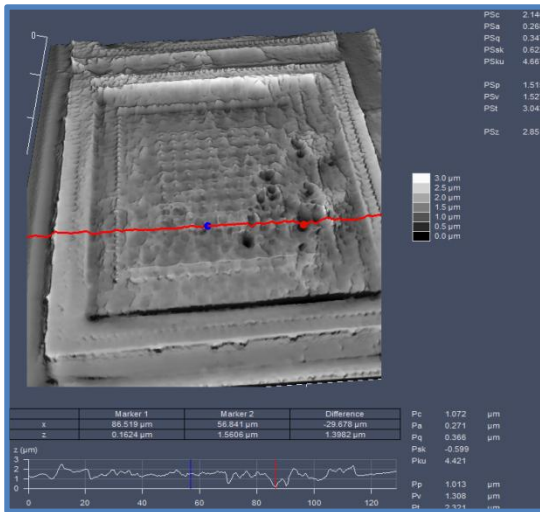 0
PSc 2.14
PSa 0.26
PSq 0.34
PSsk 0.62
PSku 4.66
PSp 1.51
PSv 1.52
PSt 3.04
PSz 2.85
3.0 µm
2.5 µm
2.0 µm
1.5 µm
1.0 µm
0.5 µm
0.0 µm
Marker 1 Marker 2 Difference
x 86.519 µm 56.841 µm -29.678 µm
z 0.1624 µm 1.5606 µm 1.3982 µm
z (µm)
3
2
1
0
0 20 40 60 80 100 120
Pc 1.072 µm
Pa 0.271 µm
Pq 0.366 µm
Psk -0.599
Pku 4.421
Pp 1.013 µm
Pv 1.308 µm
Pt 2.321 µm